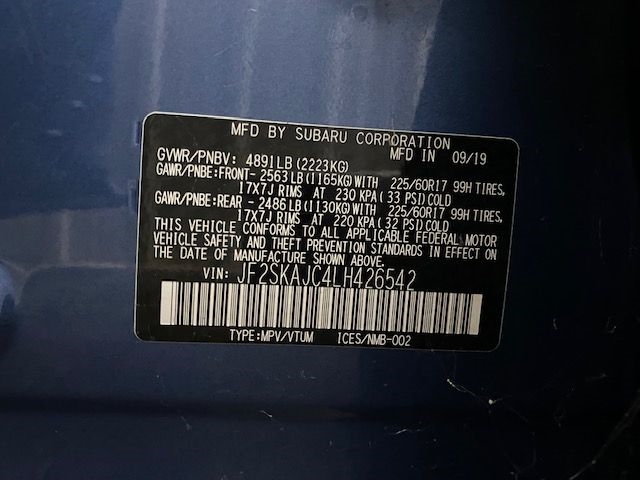 MFD BY SUBARU CORPORATION
GVWR/PNBV: 4891LB (2223KG) MFD IN 09/19
GAWR/PNBE:FRONT- 2563 LB (1165KG) WITH 225/60R17 99H TIRES,
17X7J RIMS AT 230 KPA (33 PSI) COLD
GAWR/PNBE:REAR - 2486 LB (1130KG) WITH 225/60R17 99H TIRES,
17X7J RIMS AT 220 KPA (32 PSI) COLD
THIS VEHICLE CONFORMS TO ALL APPLICABLE FEDERAL MOTOR
VEHICLE SAFETY AND THEFT PREVENTION STANDARDS IN EFFECT
ON THE DATE OF MANUFACTURE SHOWN ABOVE.
VIN: JF2SKAJC4LH426542
TYPE:MPV/VTUM ICES/NMB-002